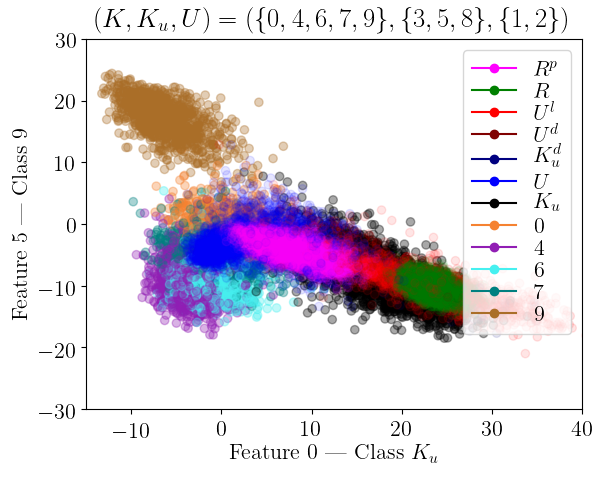 (K, K_u, U) = ({0, 4, 6, 7, 9}, {3, 5, 8}, {1, 2})
30
20
10
0
−10
−20
−30
Feature 5 — Class 9
−10 0 10 20 30 40
Feature 0 — Class K_u
R^p
R
U^l
U^d
K_u^d
U
K_u
0
4
6
7
9